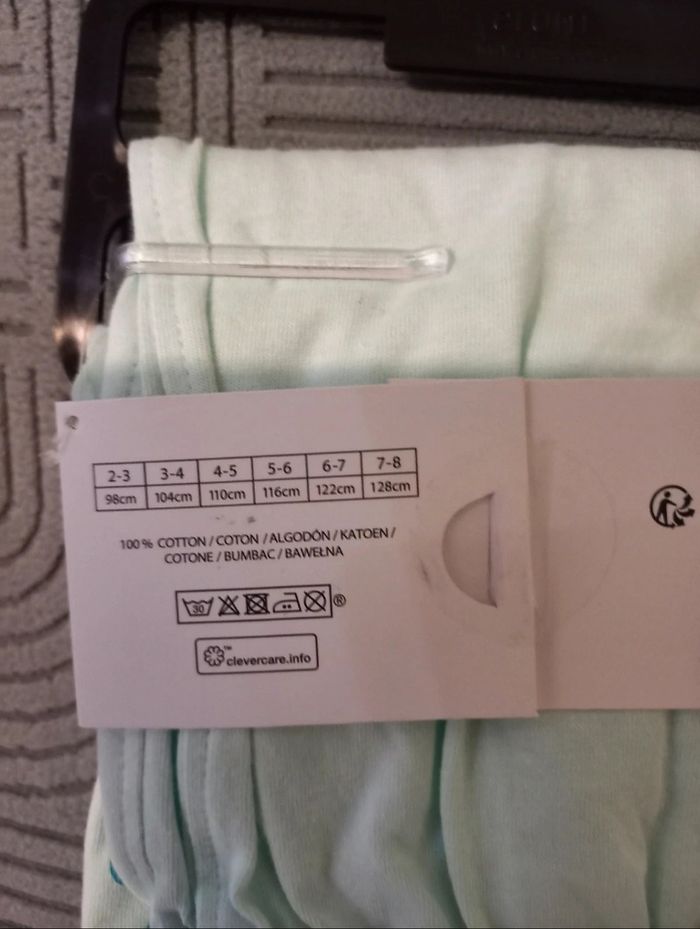 2-3 3-4 4-5 5-6 6-7 7-8
98cm 104cm 110cm 116cm 122cm 128cm
100% COTTON / COTON / ALGODÓN / KATOEN /
COTONE / BUMBAC / BAWEŁNA
30 ®
™ clevercare.info